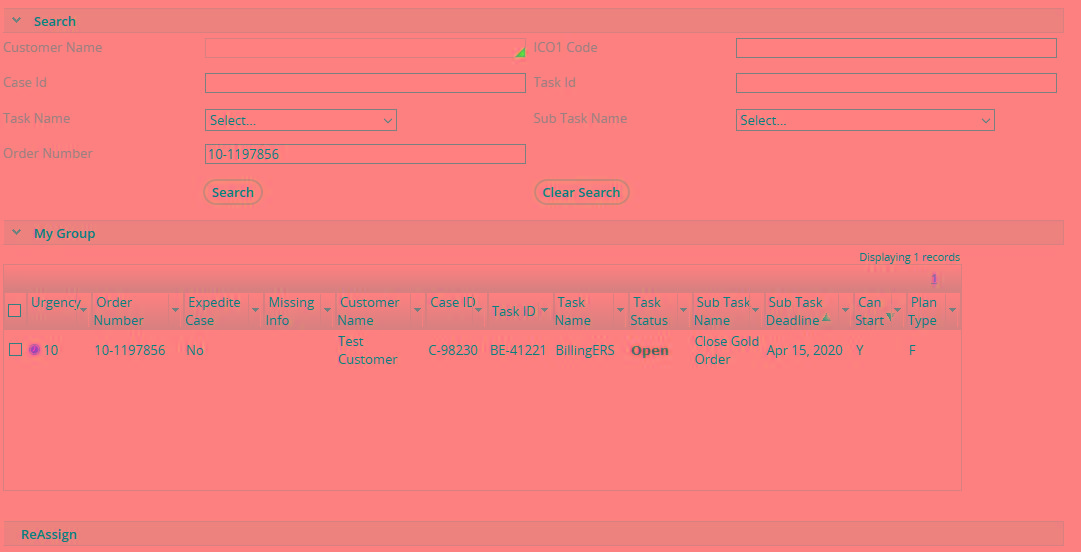 Search
Customer Name ICO1 Code
Case Id Task Id
Task Name Select... Sub Task Name Select...
Order Number 10-1197856
Search Clear Search
My Group
Displaying 1 records
1
Urgency Order Number Expedite Case Missing Info Customer Name Case ID Task ID Task Name Task Status Sub Task Name Sub Task Deadline Can Start Plan Type
10 10-1197856 No Test Customer C-98230 BE-41221 BillingERS Open Close Gold Order Apr 15, 2020 Y F
ReAssign